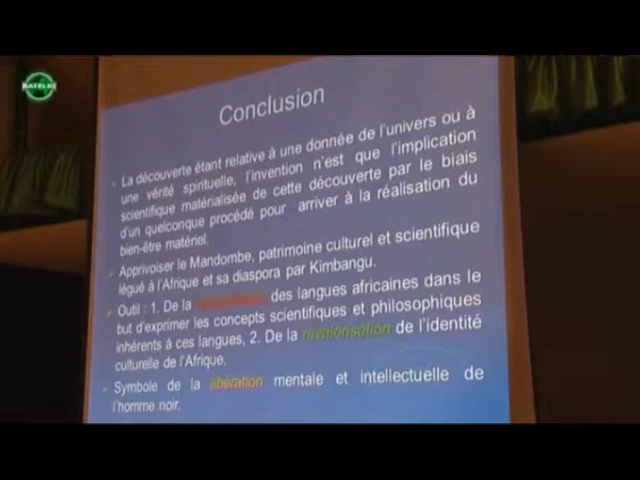 BATELKI
Conclusion
La découverte étant relative à une donnée de l'univers ou à
une vérité spirituelle, l'invention n'est que l'implication
scientifique matérialisée de cette découverte par le biais
d'un quelconque procédé pour arriver à la réalisation du
bien-être matériel.
Apprivoiser le Mandombe, patrimoine culturel et scientifique
légué à l'Afrique et sa diaspora par Kimbangu.
Outil : 1. De la des langues africaines dans le
but d'exprimer les concepts scientifiques et philosophiques
inhérents à ces langues, 2. De la revalorisation de l'identité
culturelle de l'Afrique.
Symbole de la libération mentale et intellectuelle de
l'homme noir.